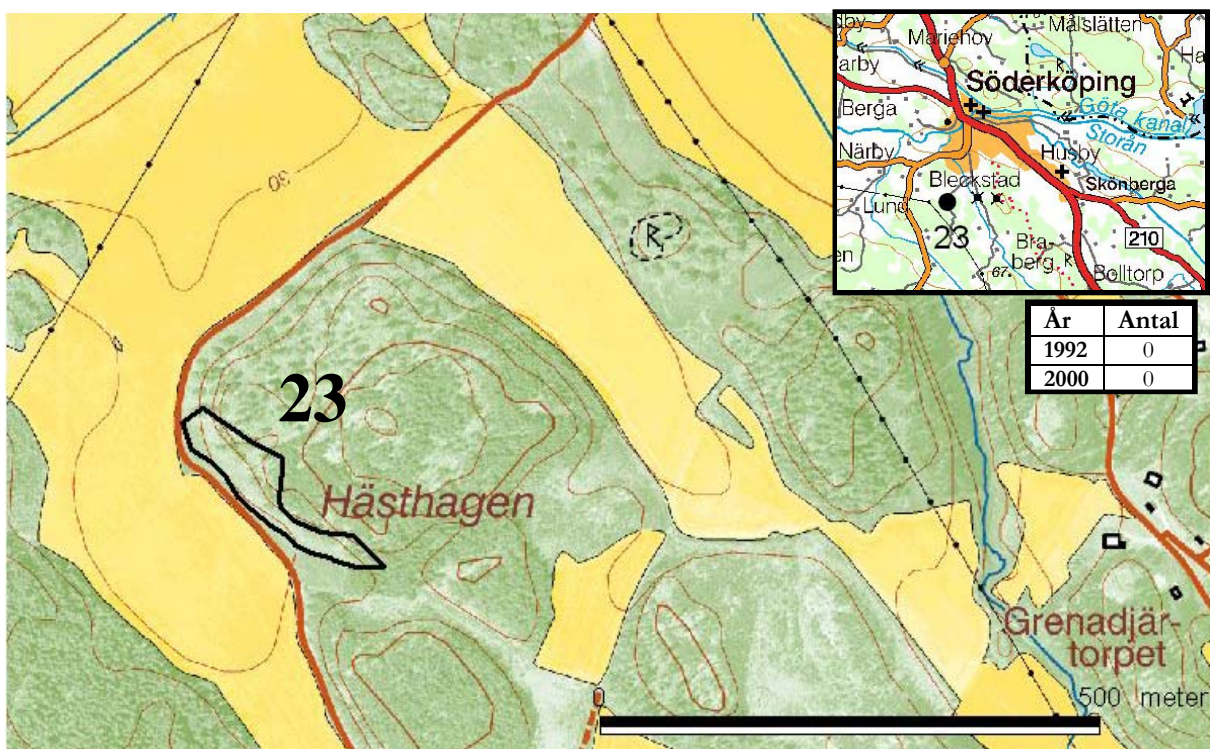 Mariehov
Målslätten
Söderköping
Berga
Göta kanal
Storån
Närby
Husby
Bleckstad
Skönberga
Lund
23
Bra-
berg
210
67
Bolltorp
År Antal
1992 0
2000 0
30
R
23
Hästhagen
Grenadjär-
torpet
0 500 meter